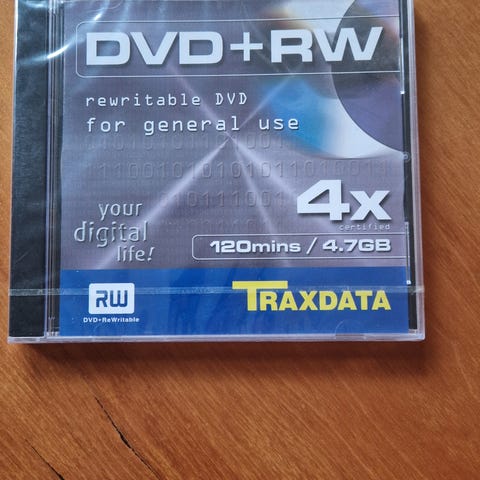 DVD+RW
rewritable DVD
for general use
your
digital
life!
4x
certified
120mins / 4.7GB
RW
DVD+ReWritable
TRAXDATA